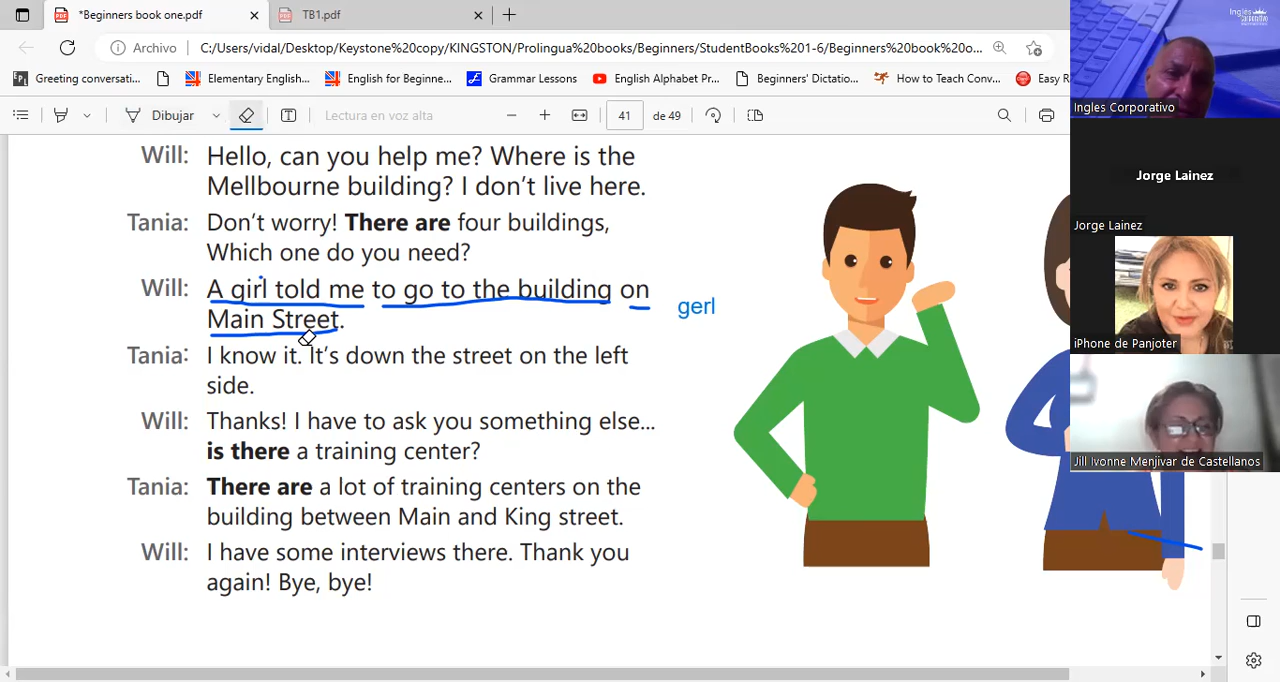 *Beginners book one.pdf
TB1.pdf
Archivo
C:/Users/vidal/Desktop/Keystone%20copy/KINGSTON/Prolingua%20books/Beginners/StudentBooks%201-6/Beginners%20book%20o...
Greeting conversati...
Elementary English...
English for Beginne...
Grammar Lessons
English Alphabet Pr...
Beginners' Dictatio...
How to Teach Conv...
Easy R
Dibujar
Lectura en voz alta
41
de 49
Will: Hello, can you help me? Where is the
Mellbourne building? I don't live here.
Tania: Don't worry! There are four buildings,
Which one do you need?
Will: A girl told me to go to the building on
Main Street.
gerl
Tania: I know it. It's down the street on the left
side.
Will: Thanks! I have to ask you something else...
is there a training center?
Tania: There are a lot of training centers on the
building between Main and King street.
Will: I have some interviews there. Thank you
again! Bye, bye!
Inglés
Corporativo
Ingles Corporativo
Jorge Lainez
Jorge Lainez
iPhone de Panjoter
Jill Ivonne Menjivar de Castellanos